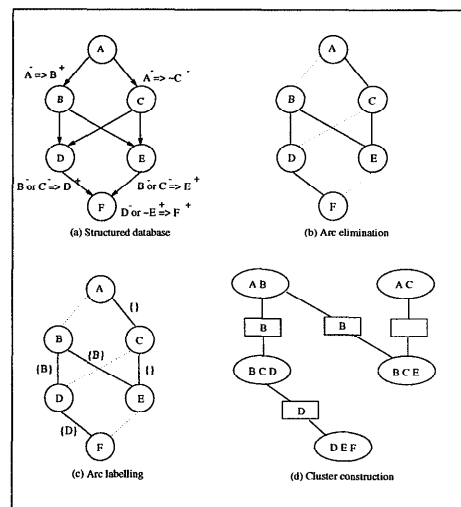 A
A⁻ => B⁺
A⁻ => ~C⁻
B
C
D
E
B⁻ or C⁻ => D⁺
B⁻ or C⁻ => E⁺
F
D⁻ or ~E⁺ => F⁺
(a) Structured database
A
B
C
D
E
F
(b) Arc elimination
A
{}
B
C
{B}
{B}
{}
D
E
{D}
F
(c) Arc labelling
A B
A C
B
B
B C D
B C E
D
D E F
(d) Cluster construction